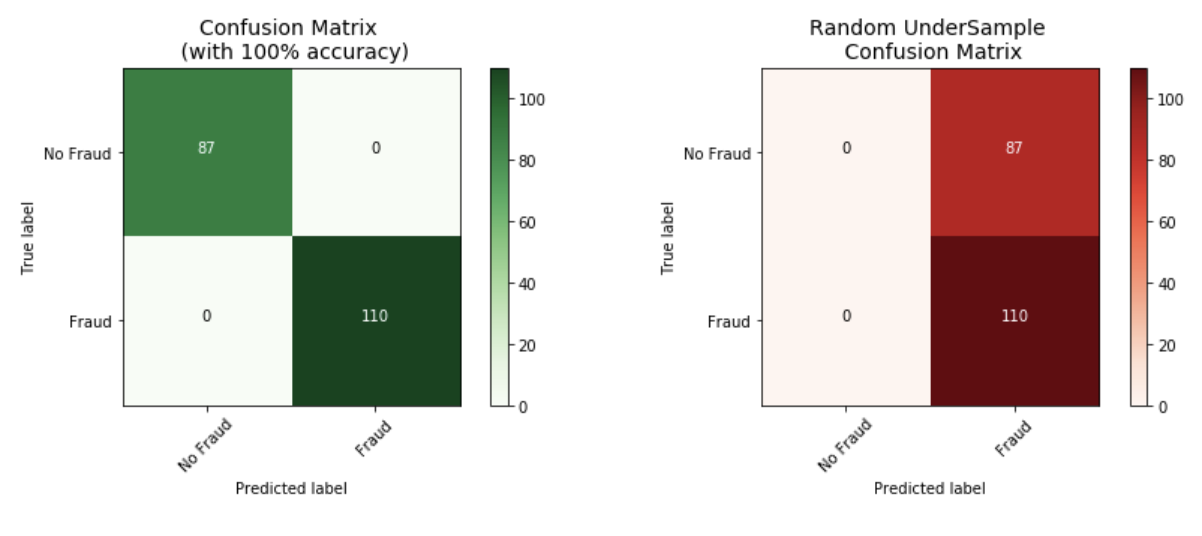 Confusion Matrix
(with 100% accuracy)
No Fraud
Fraud
True label
87
0
0
110
No Fraud
Fraud
Predicted label
100
80
60
40
20
0
Random UnderSample
Confusion Matrix
No Fraud
Fraud
True label
0
87
0
110
No Fraud
Fraud
Predicted label
100
80
60
40
20
0